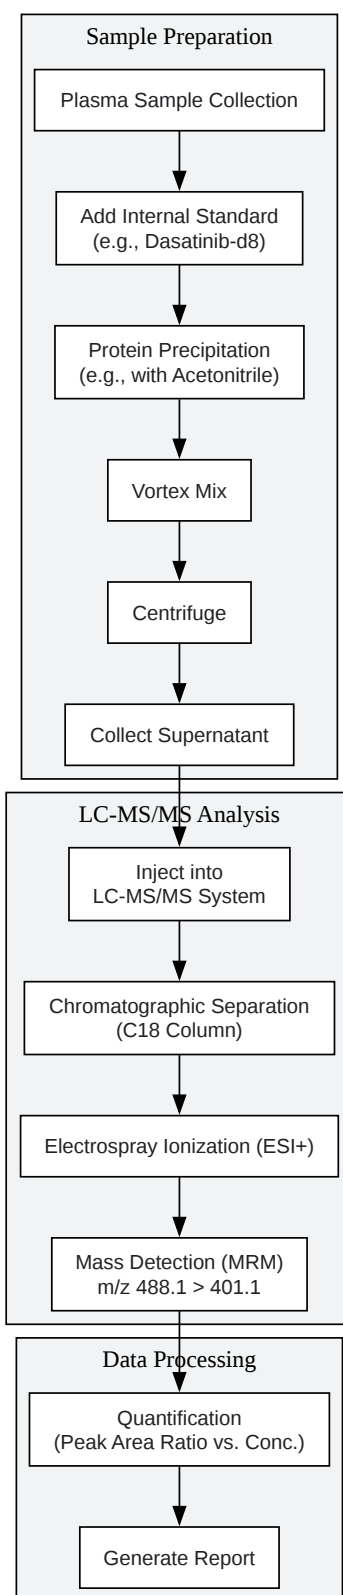 Sample Preparation
Plasma Sample Collection
Add Internal Standard
(e.g., Dasatinib-d8)
Protein Precipitation
(e.g., with Acetonitrile)
Vortex Mix
Centrifuge
Collect Supernatant
LC-MS/MS Analysis
Inject into
LC-MS/MS System
Chromatographic Separation
(C18 Column)
Electrospray Ionization (ESI+)
Mass Detection (MRM)
m/z 488.1 > 401.1
Data Processing
Quantification
(Peak Area Ratio vs. Conc.)
Generate Report